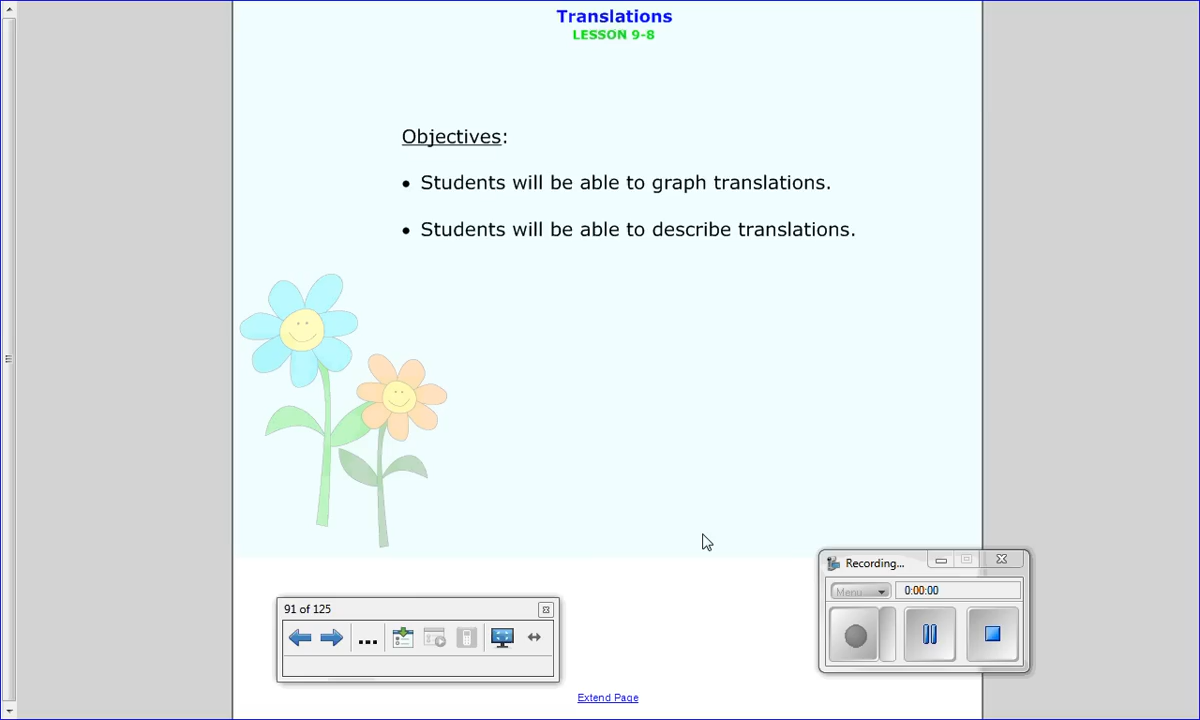 Translations
LESSON 9-8
Objectives:
• Students will be able to graph translations.
• Students will be able to describe translations.
Recording...
Menu
0:00:00
91 of 125
...
Extend Page